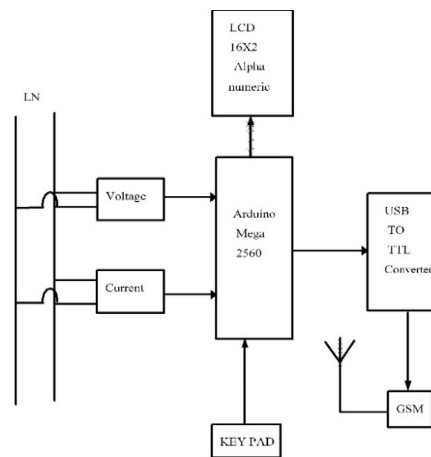 LCD
16X2
Alpha
numeric
LN
Voltage
Arduino
Mega
2560
USB
TO
TTL
Converter
Current
GSM
KEY PAD